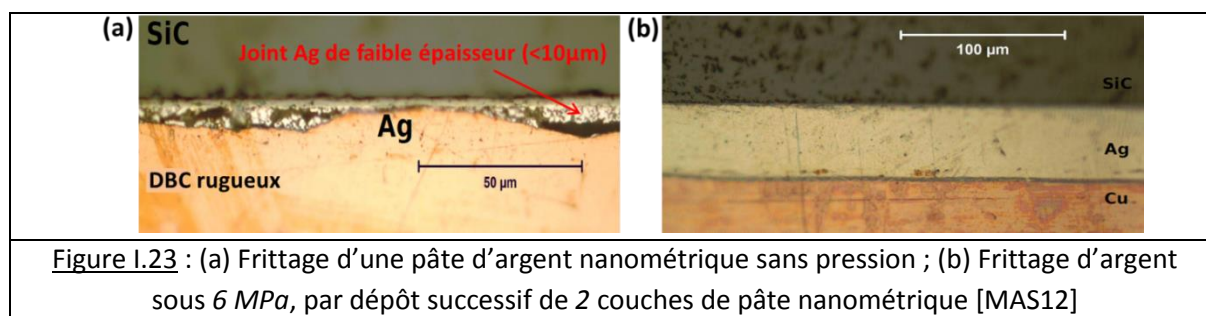 (a)
SiC
Joint Ag de faible épaisseur (<10µm)
Ag
DBC rugueux
50 µm
(b)
100 µm
SiC
Ag
Cu
Figure I.23 : (a) Frittage d’une pâte d’argent nanométrique sans pression ; (b) Frittage d’argent
sous 6 MPa, par dépôt successif de 2 couches de pâte nanométrique [MAS12]